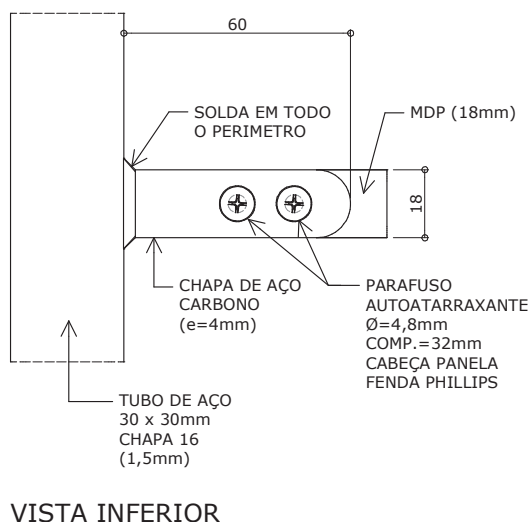 60
SOLDA EM TODO
O PERIMETRO
MDP (18mm)
18
CHAPA DE AÇO
CARBONO
(e=4mm)
PARAFUSO
AUTOATARRAXANTE
Ø=4,8mm
COMP.=32mm
CABEÇA PANELA
FENDA PHILLIPS
TUBO DE AÇO
30 x 30mm
CHAPA 16
(1,5mm)
VISTA INFERIOR